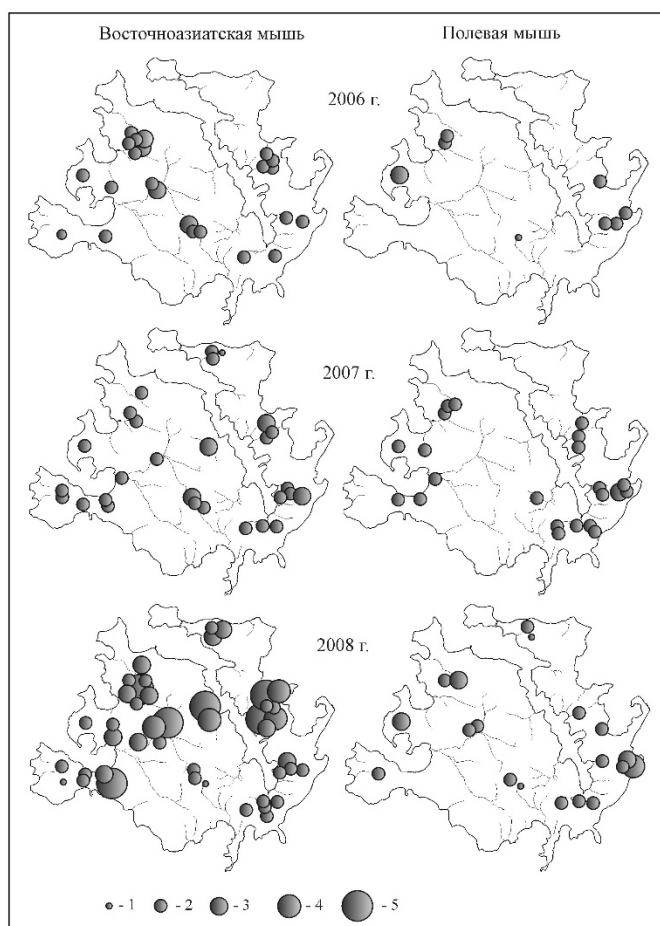 Восточноазиатская мышь Полевая мышь
2006 г.
2007 г.
2008 г.
- 1 - 2 - 3 - 4 - 5